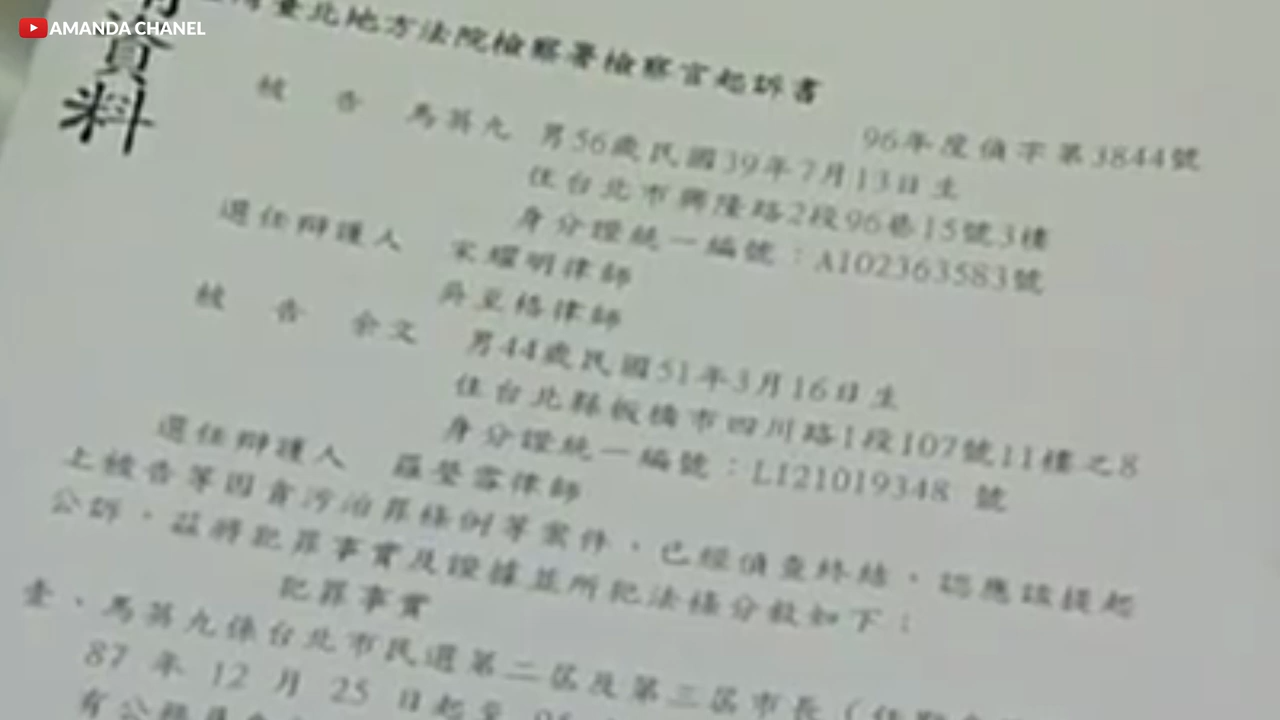 AMANDA CHANEL
資料
臺北地方法院檢察署檢察官起訴書
96年度偵字第3844號
被 告 馬英九 男56歲民國39年7月13日生
住台北市興隆路2段96巷15號3樓
身分證統一編號：A102363583號
選任辯護人 宋耀明律師
吳至格律師
被 告 余文 男44歲民國51年3月16日生
住台北縣板橋市四川路1段107號11樓之8
身分證統一編號：L121019348 號
選任辯護人 羅瑩雪律師
上被告等因貪污治罪條例等案件，已經偵查終結，認應該提起
公訴，茲將犯罪事實及證據並所犯法條分敘如下：
犯罪事實
壹、馬英九係台北市民選第二屆及第三屆市長（任期
87 年 12 月 25 日起至
有公務員